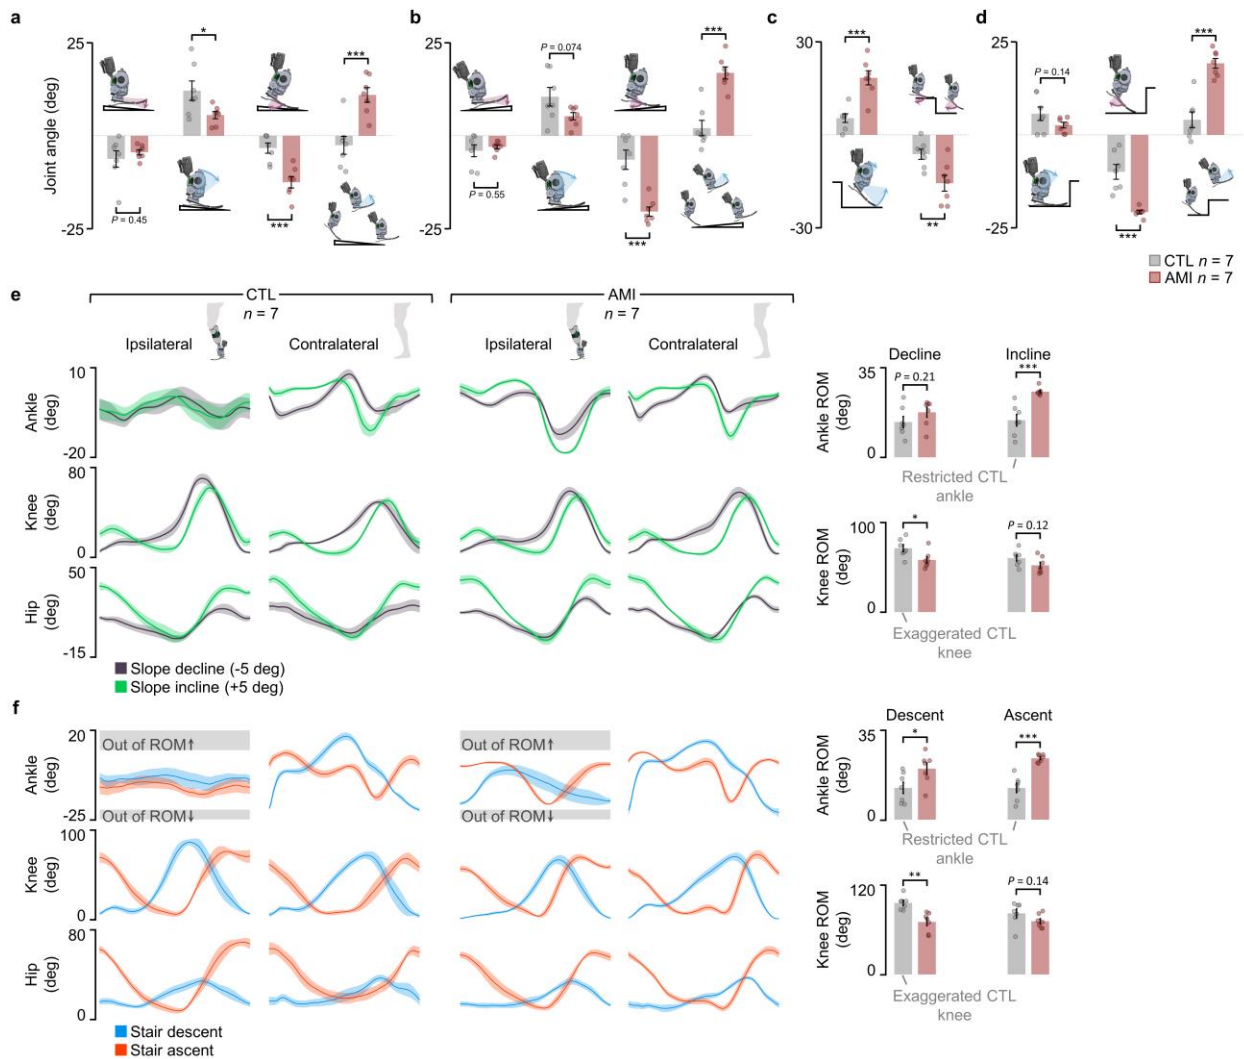 a
b
c
d
25
Joint angle (deg)
-25
*
***
P = 0.45
***
25
-25
P = 0.074
***
P = 0.55
***
30
-30
***
**
25
-25
P = 0.14
***
***
CTL n = 7
AMI n = 7
e
CTL
n = 7
AMI
n = 7
Ipsilateral
Contralateral
Ipsilateral
Contralateral
10
Ankle
(deg)
-20
80
Knee
(deg)
0
50
Hip
(deg)
-15
Slope decline (-5 deg)
Slope incline (+5 deg)
Decline
Incline
35
Ankle ROM
(deg)
0
P = 0.21
***
Restricted CTL
ankle
100
Knee ROM
(deg)
0
*
P = 0.12
Exaggerated CTL
knee
f
20
Ankle
(deg)
-25
Out of ROM↑
Out of ROM↓
Out of ROM↑
Out of ROM↓
100
Knee
(deg)
0
80
Hip
(deg)
0
Stair descent
Stair ascent
Descent
Ascent
35
Ankle ROM
(deg)
0
*
***
Restricted CTL
ankle
120
Knee ROM
(deg)
0
**
P = 0.14
Exaggerated CTL
knee